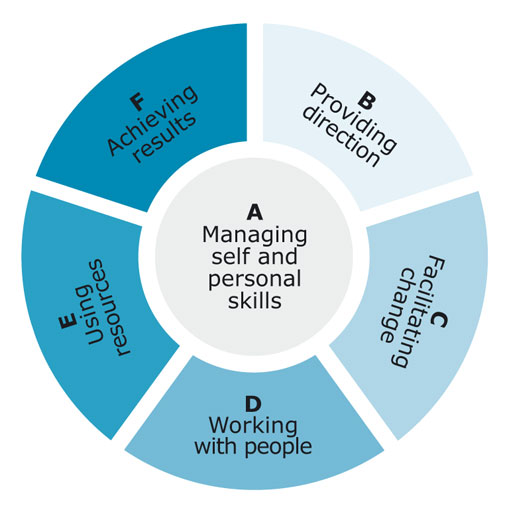 A
Managing
self and
personal
skills
B
Providing
direction
C
Facilitating
change
D
Working
with people
E
Using
resources
F
Achieving
results